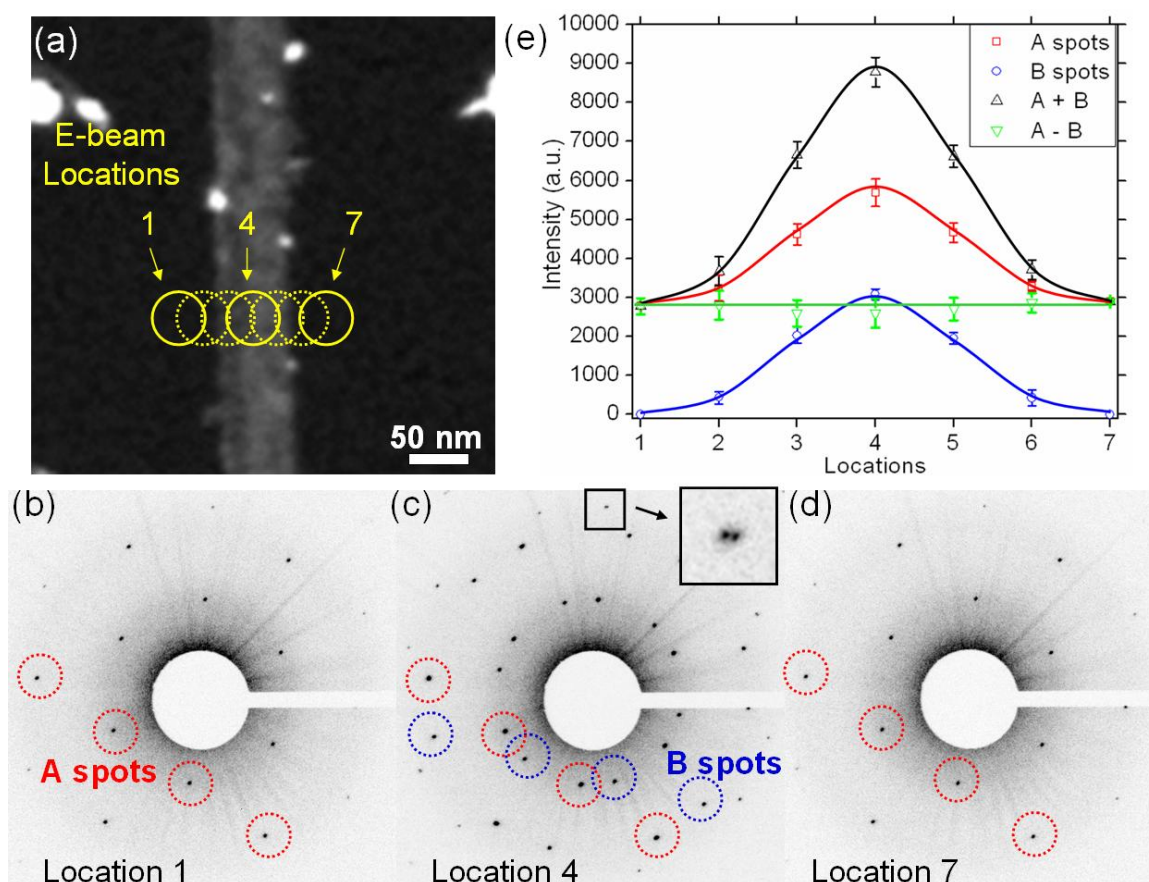 (a)
E-beam
Locations
1
4
7
50 nm
(e)
10000
9000
8000
7000
6000
5000
4000
3000
2000
1000
0
Intensity (a.u.)
A spots
B spots
A + B
A - B
1 2 3 4 5 6 7
Locations
(b)
A spots
Location 1
(c)
B spots
Location 4
(d)
Location 7